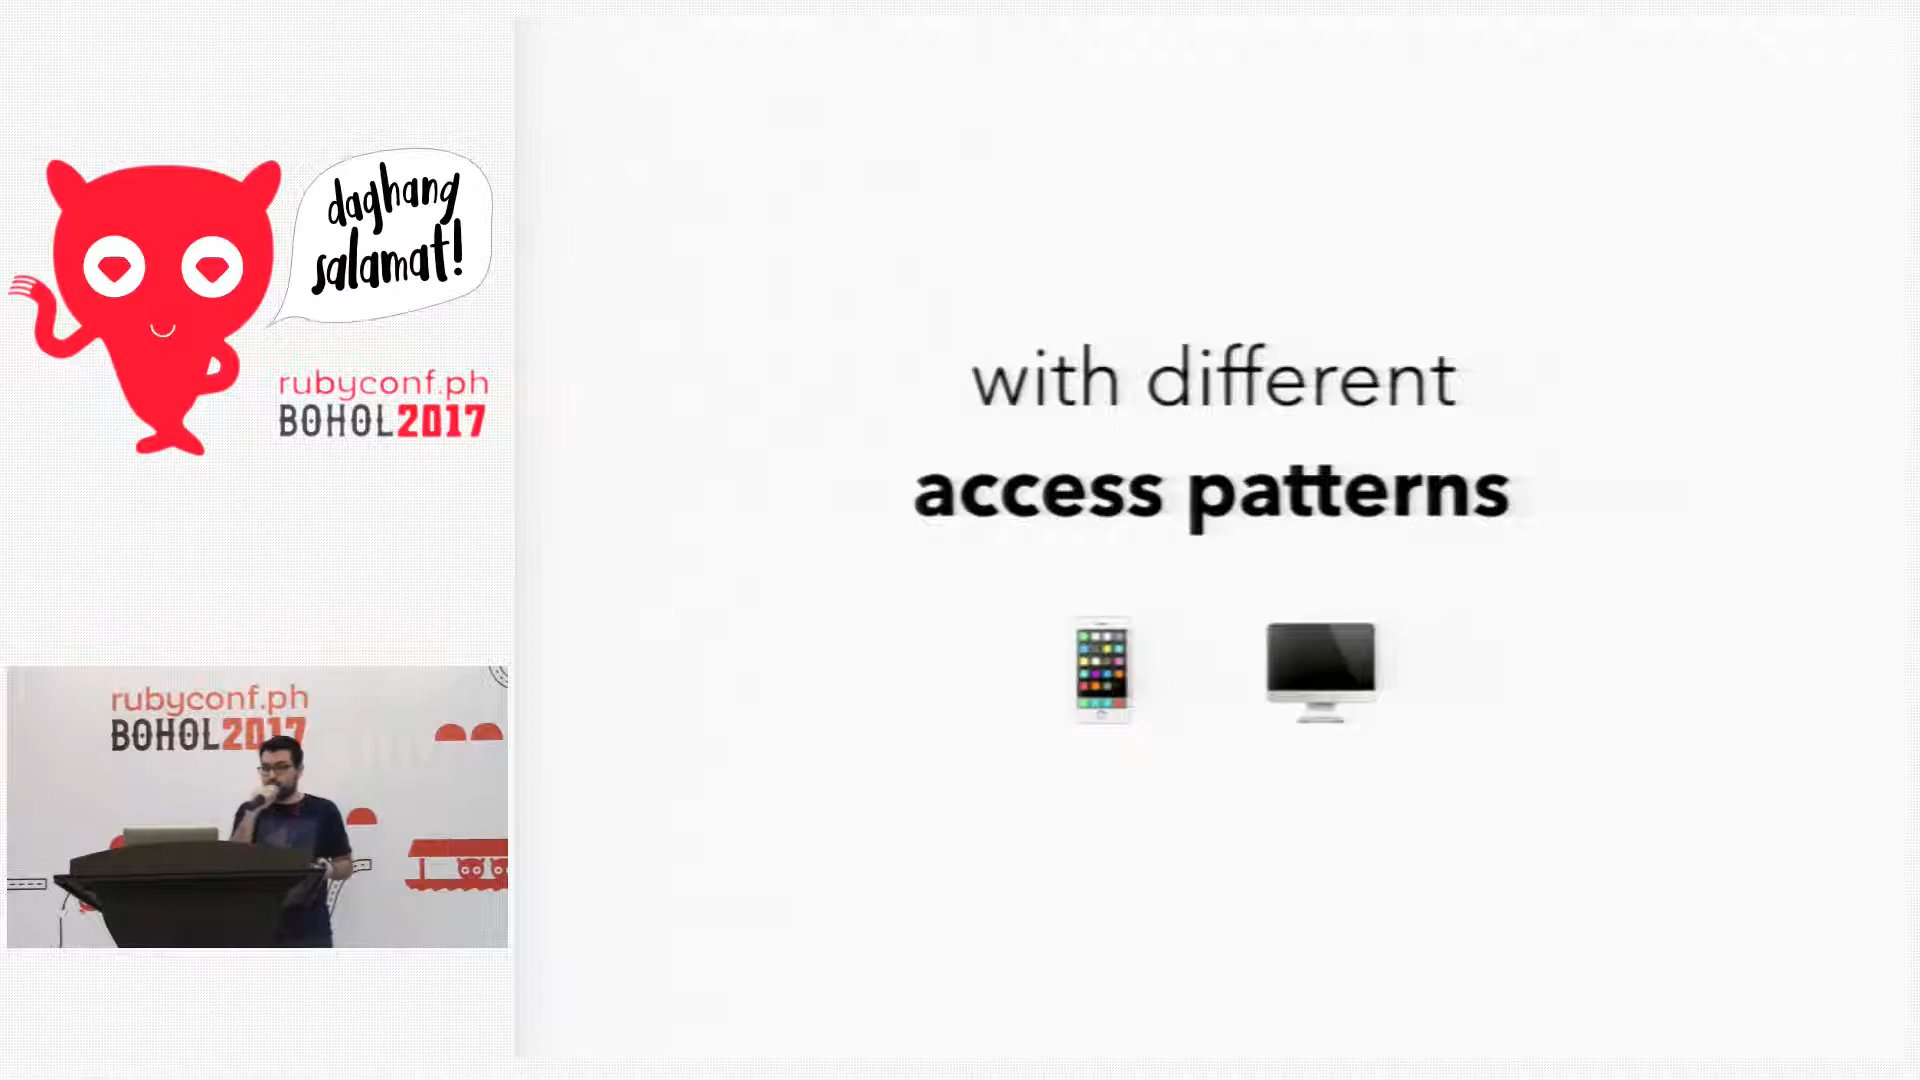 daghang
salamat!
rubyconf.ph
BOHOL2017
with different
access patterns
rubyconf.ph
BOHOL2017